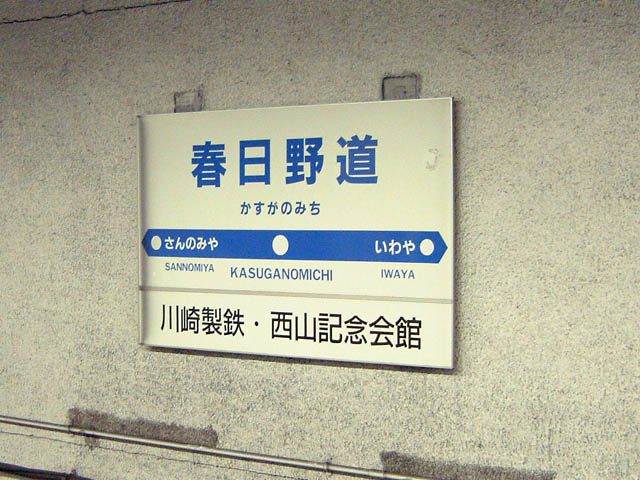 春日野道
かすがのみち
さんのみや いわや
SANNOMIYA KASUGANOMICHI IWAYA
川崎製鉄・西山記念会館